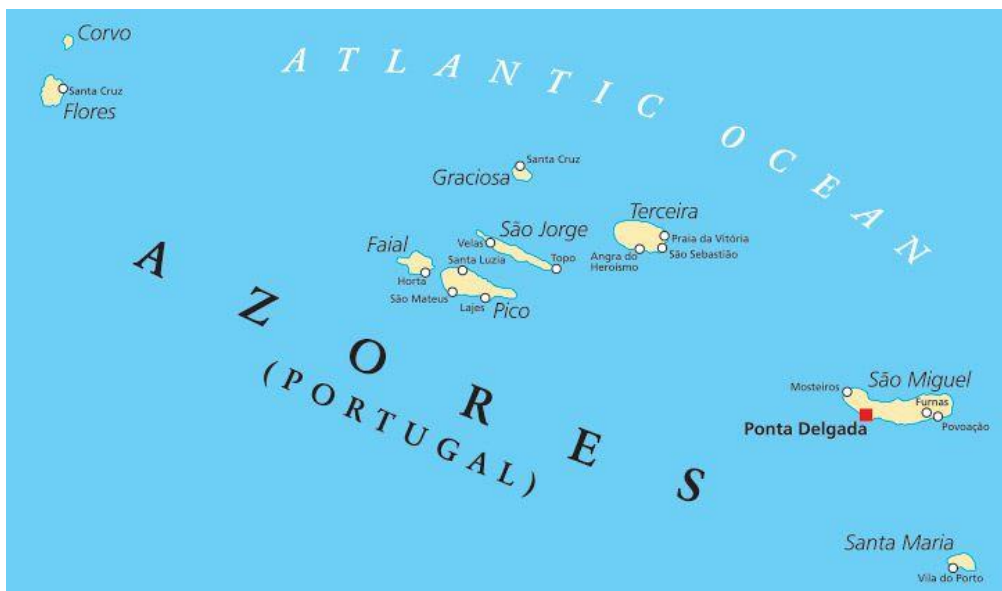 Corvo
Santa Cruz
Flores
ATLANTIC OCEAN
Santa Cruz
Graciosa
Terceira
Praia da Vitória
São Sebastião
Angra do
Heroísmo
São Jorge
Velas
Topo
Faial
Horta
Santa Luzia
São Mateus
Lajes
Pico
AZORES
(PORTUGAL)
São Miguel
Mosteiros
Furnas
Povoação
Ponta Delgada
Santa Maria
Vila do Porto